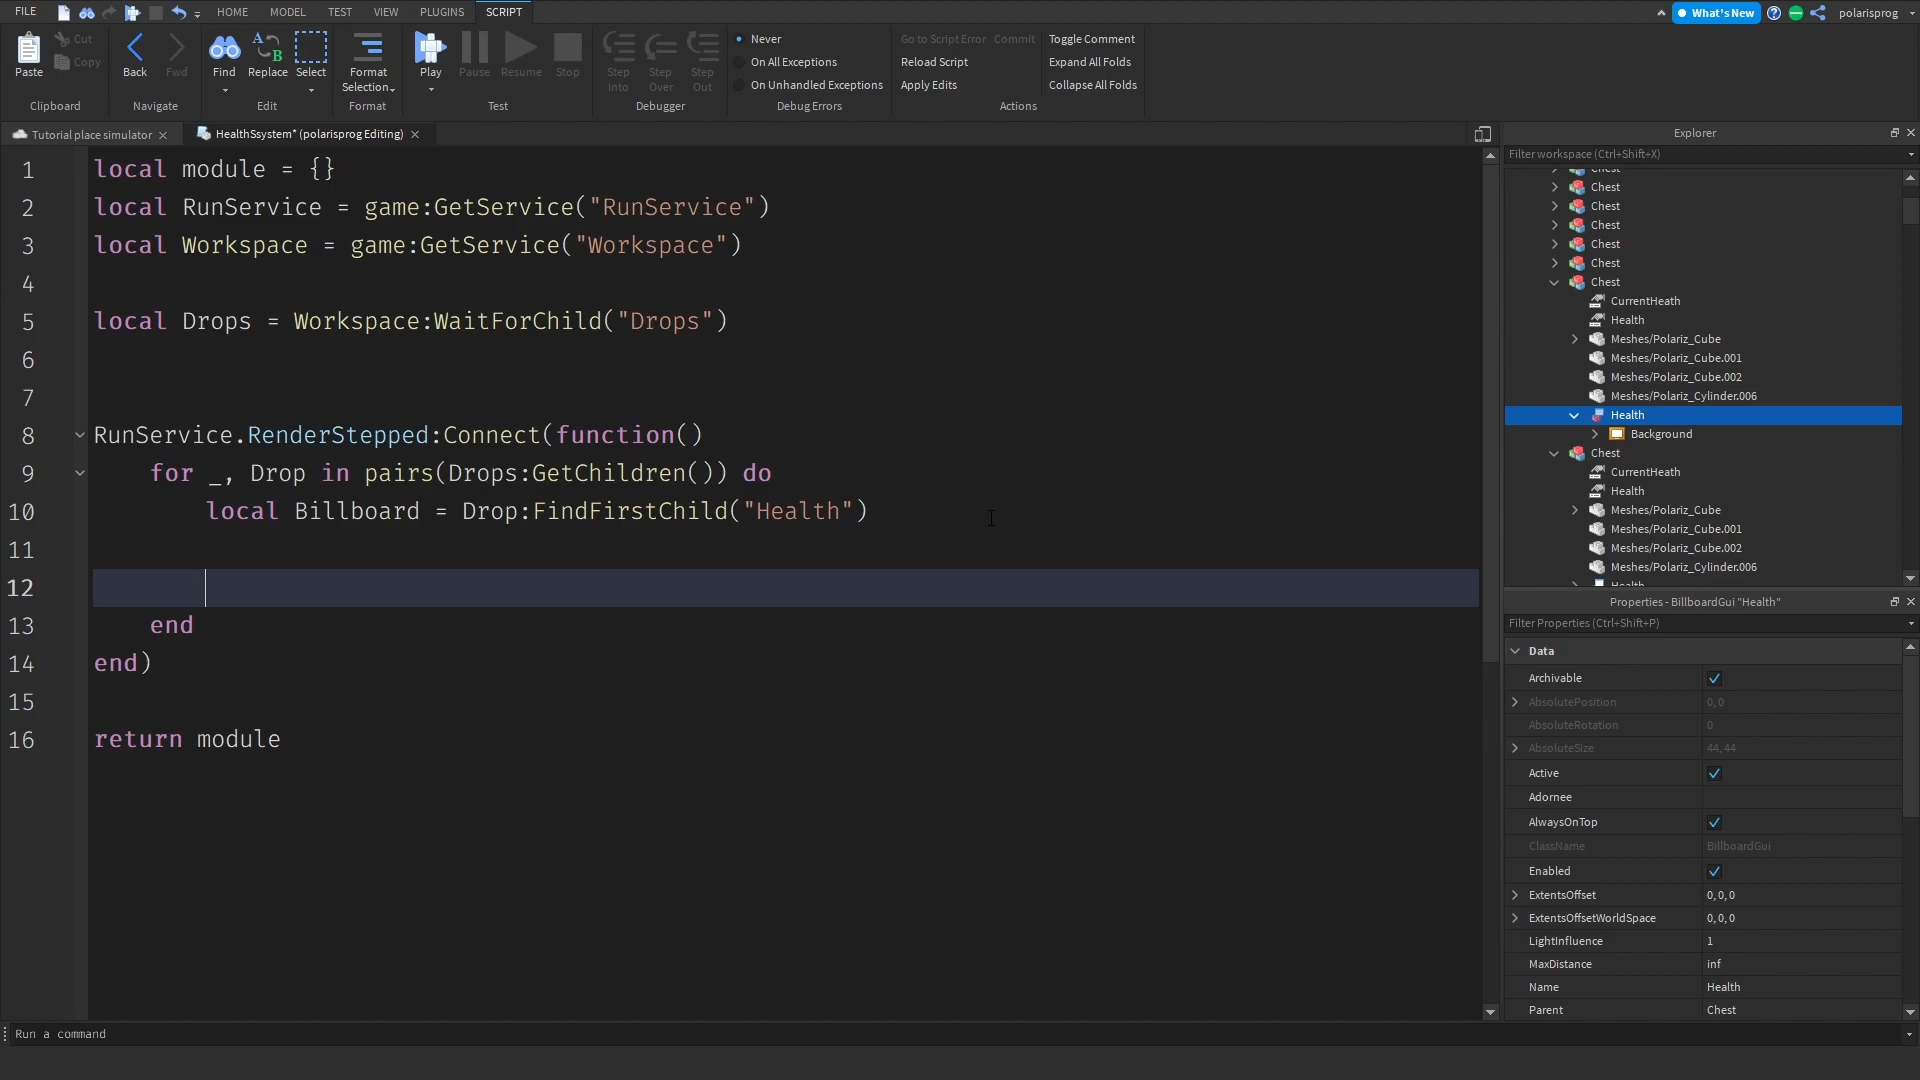 FILE HOME MODEL TEST VIEW PLUGINS SCRIPT What's New polarisprog
Paste Cut Copy Back Fwd Find Replace Select Format Selection Play Pause Resume Stop Step Into Step Over Step Out
Never
On All Exceptions
On Unhandled Exceptions
Go to Script Error Commit Toggle Comment
Reload Script Expand All Folds
Apply Edits Collapse All Folds
Clipboard Navigate Edit Format Test Debugger Debug Errors Actions
Tutorial place simulator HealthSsystem* (polarisprog Editing)
1 local module = {}
2 local RunService = game:GetService("RunService")
3 local Workspace = game:GetService("Workspace")
4
5 local Drops = Workspace:WaitForChild("Drops")
6
7
8 RunService.RenderStepped:Connect(function()
9 for _, Drop in pairs(Drops:GetChildren()) do
10 local Billboard = Drop:FindFirstChild("Health")
11
12
13 end
14 end)
15
16 return module
Explorer
Filter workspace (Ctrl+Shift+X)
Chest
Chest
Chest
Chest
Chest
Chest
Chest
CurrentHeath
Health
Meshes/Polariz_Cube
Meshes/Polariz_Cube.001
Meshes/Polariz_Cube.002
Meshes/Polariz_Cylinder.006
Health
Background
Chest
CurrentHeath
Health
Meshes/Polariz_Cube
Meshes/Polariz_Cube.001
Meshes/Polariz_Cube.002
Meshes/Polariz_Cylinder.006
Health
Properties - BillboardGui "Health"
Filter Properties (Ctrl+Shift+P)
Data
Archivable
AbsolutePosition 0, 0
AbsoluteRotation 0
AbsoluteSize 44, 44
Active
Adornee
AlwaysOnTop
ClassName BillboardGui
Enabled
ExtentsOffset 0, 0, 0
ExtentsOffsetWorldSpace 0, 0, 0
LightInfluence 1
MaxDistance inf
Name Health
Parent Chest
Run a command